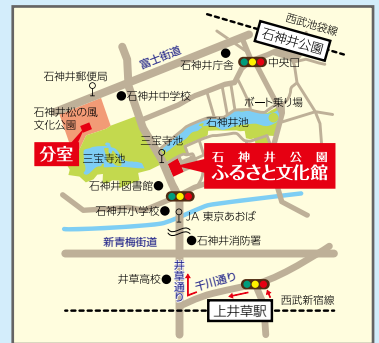 西武池袋線
石神井公園
富士街道
石神井庁舎
中央口
石神井郵便局
石神井中学校
ボート乗り場
石神井松の風
文化公園
石神井池
三宝寺池
分室
三宝寺池
石神井公園
ふるさと文化館
石神井図書館
石神井小学校
JA 東京あおば
新青梅街道
石神井消防署
井草通り
井草高校
千川通り
西武新宿線
上井草駅